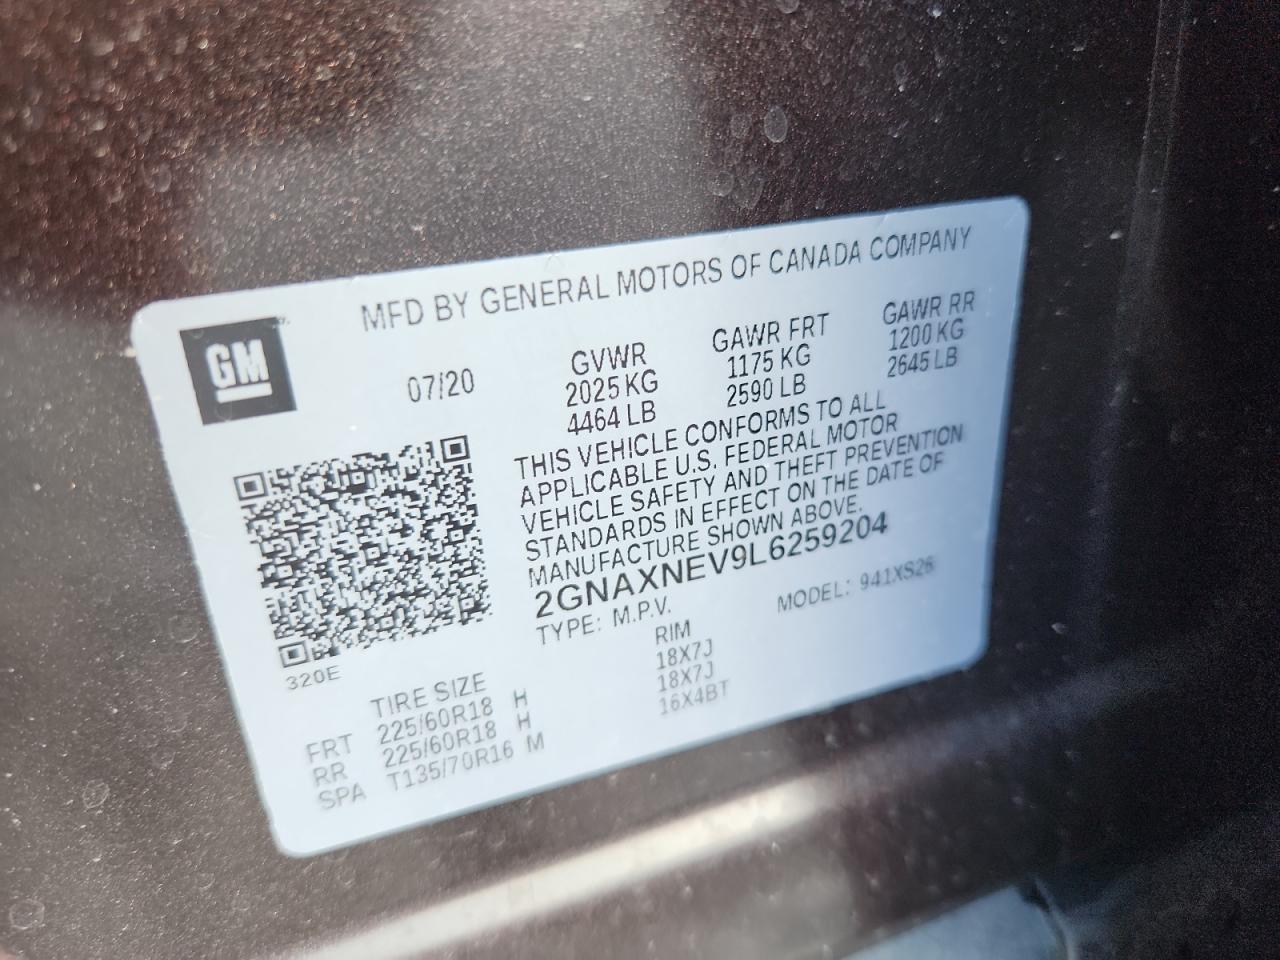 MFD BY GENERAL MOTORS OF CANADA COMPANY
GM
07/20
GVWR
2025 KG
4464 LB
GAWR FRT
1175 KG
2590 LB
GAWR RR
1200 KG
2645 LB
THIS VEHICLE CONFORMS TO ALL
APPLICABLE U.S. FEDERAL MOTOR
VEHICLE SAFETY AND THEFT PREVENTION
STANDARDS IN EFFECT ON THE DATE OF
MANUFACTURE SHOWN ABOVE.
2GNAXNEV9L6259204
TYPE: M.P.V.
MODEL: 941XS26
320E
TIRE SIZE RIM
FRT 225/60R18 H 18X7J
RR 225/60R18 H 18X7J
SPA T135/70R16 M 16X4BT